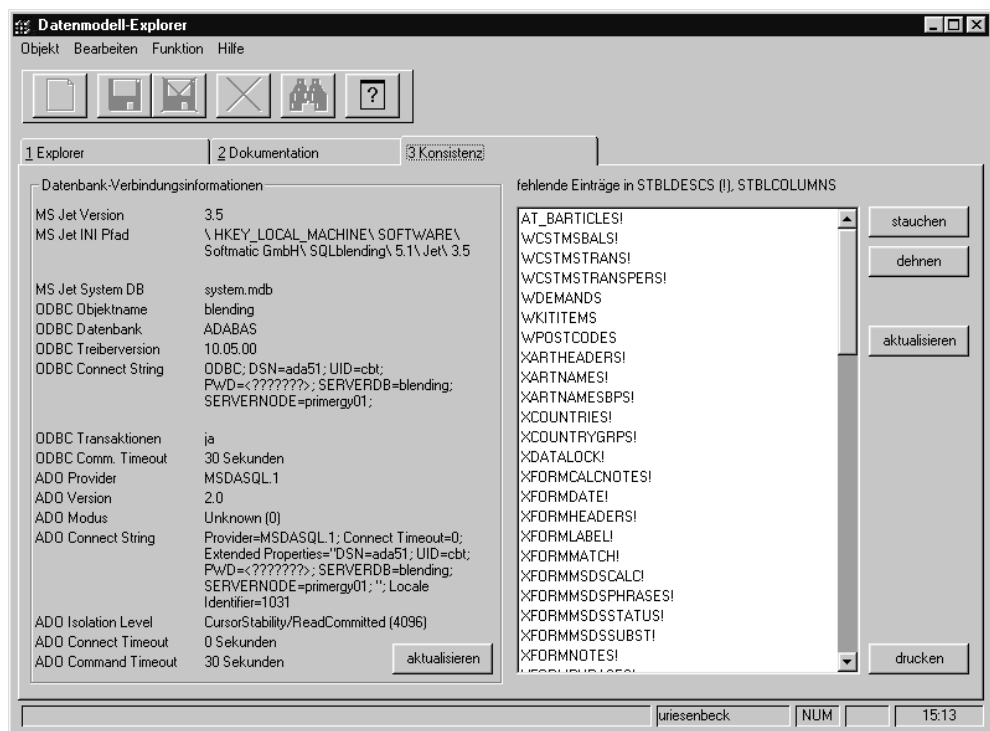 Datenmodell-Explorer
Objekt Bearbeiten Funktion Hilfe
1 Explorer
2 Dokumentation
3 Konsistenz
Datenbank-Verbindungsinformationen
MS Jet Version 3.5
MS Jet INI Pfad \ HKEY_LOCAL_MACHINE\ SOFTWARE\
Softmatic GmbH\ SQLblending\ 5.1\ Jet\ 3.5
MS Jet System DB system.mdb
ODBC Objektname blending
ODBC Datenbank ADABAS
ODBC Treiberversion 10.05.00
ODBC Connect String ODBC; DSN=ada51; UID=cbt;
PWD=<???????>; SERVERDB=blending;
SERVERNODE=primergy01;
ODBC Transaktionen ja
ODBC Comm. Timeout 30 Sekunden
ADO Provider MSDASQL.1
ADO Version 2.0
ADO Modus Unknown (0)
ADO Connect String Provider=MSDASQL.1; Connect Timeout=0;
Extended Properties="DSN=ada51; UID=cbt;
PWD=<???????>; SERVERDB=blending;
SERVERNODE=primergy01; "; Locale
Identifier=1031
ADO Isolation Level CursorStability/ReadCommitted (4096)
ADO Connect Timeout 0 Sekunden
ADO Command Timeout 30 Sekunden
aktualisieren
fehlende Einträge in STBLDESCS (!), STBLCOLUMNS
AT_BARTICLES!
WCSTMSBALS!
WCSTMSTRANS!
WCSTMSTRANSPERS!
WDEMANDS
WKITITEMS
WPOSTCODES
XARTHEADERS!
XARTNAMES!
XARTNAMESBPS!
XCOUNTRIES!
XCOUNTRYGRPS!
XDATALOCK!
XFORMCALCNOTES!
XFORMDATE!
XFORMHEADERS!
XFORMLABEL!
XFORMMATCH!
XFORMMSDSCALC!
XFORMMSDSPHRASES!
XFORMMSDSSTATUS!
XFORMMSDSSUBST!
XFORMNOTES!
stauchen
dehnen
aktualisieren
drucken
uriesenbeck NUM 15:13